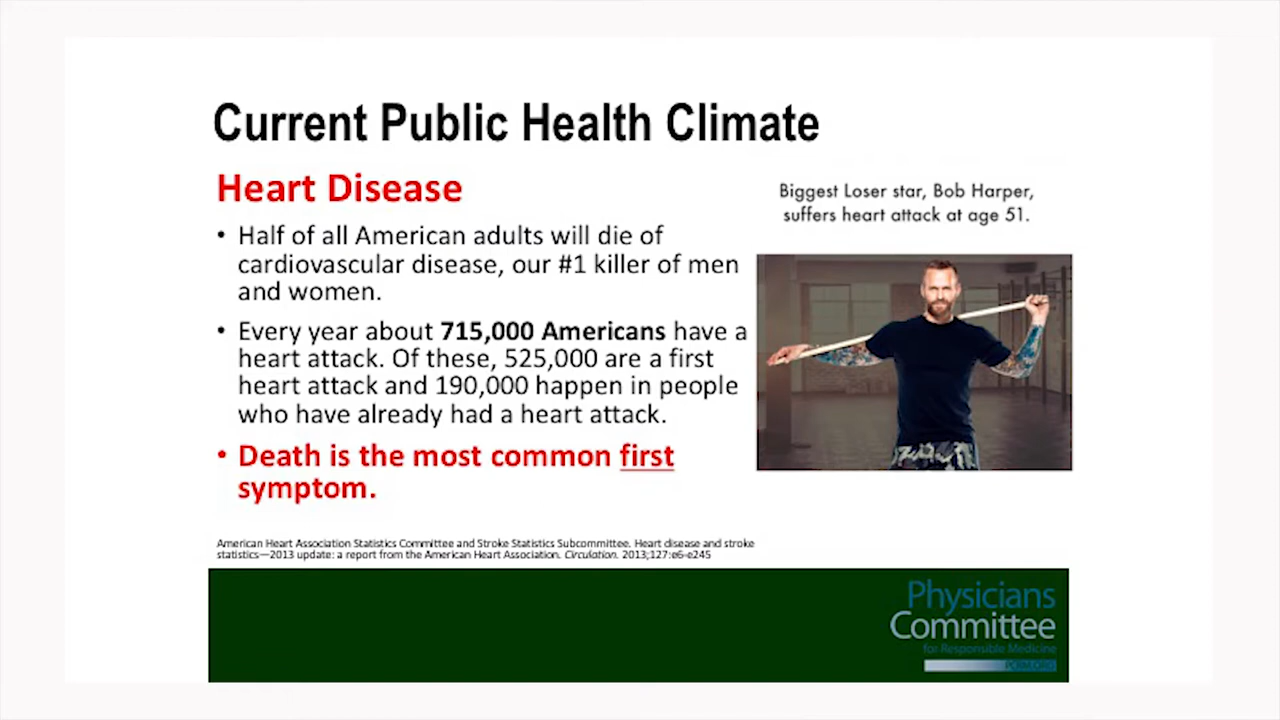 Current Public Health Climate
Heart Disease
• Half of all American adults will die of
cardiovascular disease, our #1 killer of men
and women.
• Every year about 715,000 Americans have a
heart attack. Of these, 525,000 are a first
heart attack and 190,000 happen in people
who have already had a heart attack.
• Death is the most common first
symptom.
Biggest Loser star, Bob Harper,
suffers heart attack at age 51.
American Heart Association Statistics Committee and Stroke Statistics Subcommittee. Heart disease and stroke
statistics—2013 update: a report from the American Heart Association. Circulation. 2013;127:e6-e245
Physicians
Committee
for Responsible Medicine
PCRM.ORG